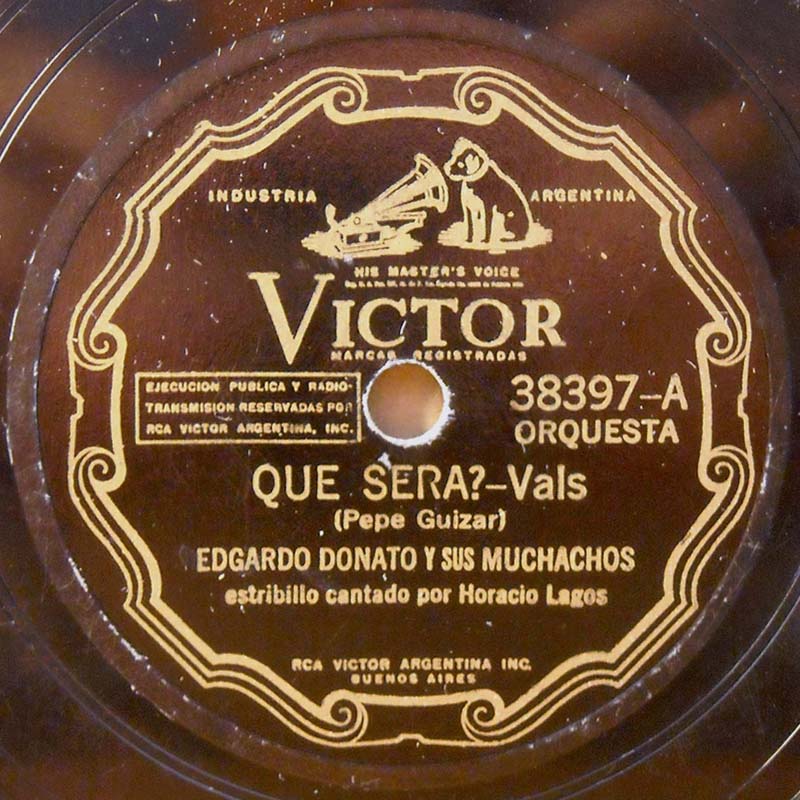 INDUSTRIA ARGENTINA
HIS MASTER'S VOICE
VICTOR
MARCAS REGISTRADAS
EJECUCION PUBLICA Y RADIO-
TRANSMISION RESERVADAS POR
RCA VICTOR ARGENTINA, INC.
38397-A
ORQUESTA
QUE SERA?-Vals
(Pepe Guizar)
EDGARDO DONATO Y SUS MUCHACHOS
estribillo cantado por Horacio Lagos
RCA VICTOR ARGENTINA INC.
BUENOS AIRES